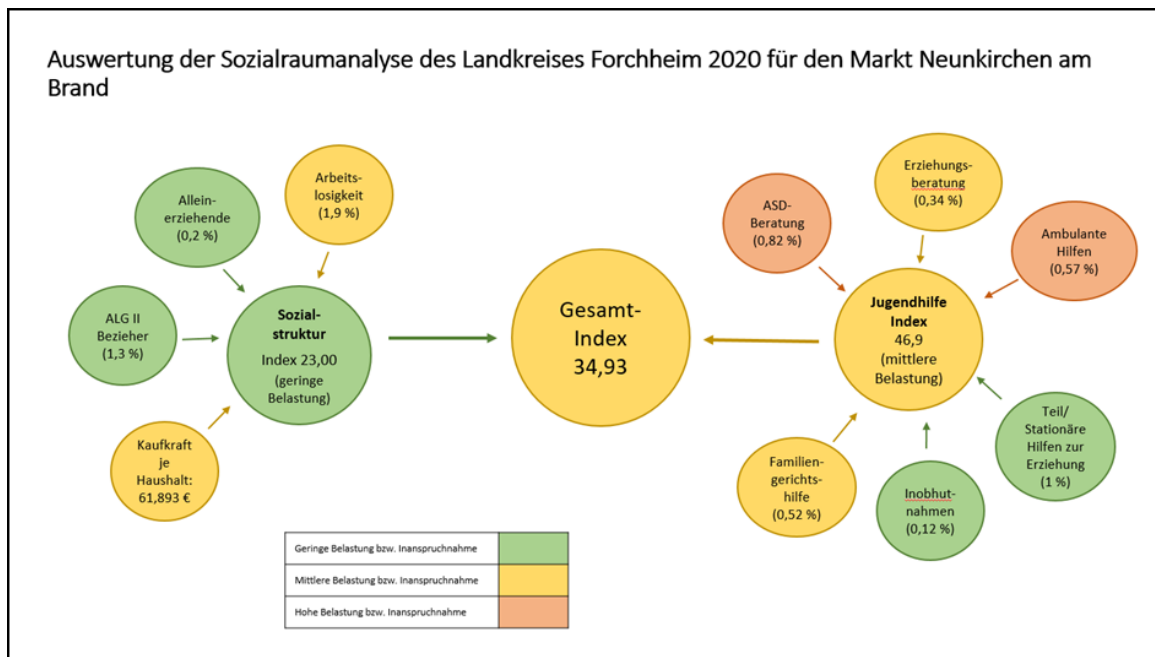 Auswertung der Sozialraumanalyse des Landkreises Forchheim 2020 für den Markt Neunkirchen am
Brand
Allein-
erziehende
(0,2 %)
Arbeits-
losigkeit
(1,9 %)
ALG II
Bezieher
(1,3 %)
Sozial-
struktur
Index 23,00
(geringe
Belastung)
Kaufkraft
je
Haushalt:
61,893 €
Gesamt-
Index
34,93
ASD-
Beratung
(0,82 %)
Erziehungs-
beratung
(0,34 %)
Ambulante
Hilfen
(0,57 %)
Jugendhilfe
Index
46,9
(mittlere
Belastung)
Familien-
gerichts-
hilfe
(0,52 %)
Inobhut-
nahmen
(0,12 %)
Teil/
Stationäre
Hilfen zur
Erziehung
(1 %)
Geringe Belastung bzw. Inanspruchnahme
Mittlere Belastung bzw. Inanspruchnahme
Hohe Belastung bzw. Inanspruchnahme